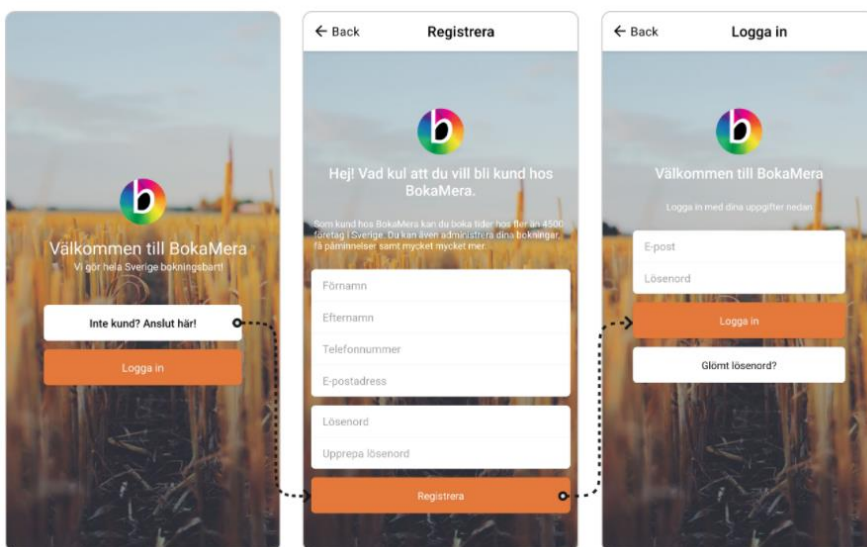 b
Välkommen till BokaMera
Vi gör hela Sverige bokningsbart!
Inte kund? Anslut här!
Logga in
← Back
Registrera
b
Hej! Vad kul att du vill bli kund hos
BokaMera.
Som kund hos BokaMera kan du boka tider hos fler än 4500
företag i Sverige. Du kan även administrera dina bokningar,
få påminnelser samt mycket mycket mer.
Förnamn
Efternamn
Telefonnummer
E-postadress
Lösenord
Upprepa lösenord
Registrera
← Back
Logga in
b
Välkommen till BokaMera
Logga in med dina uppgifter nedan
E-post
Lösenord
Logga in
Glömt lösenord?